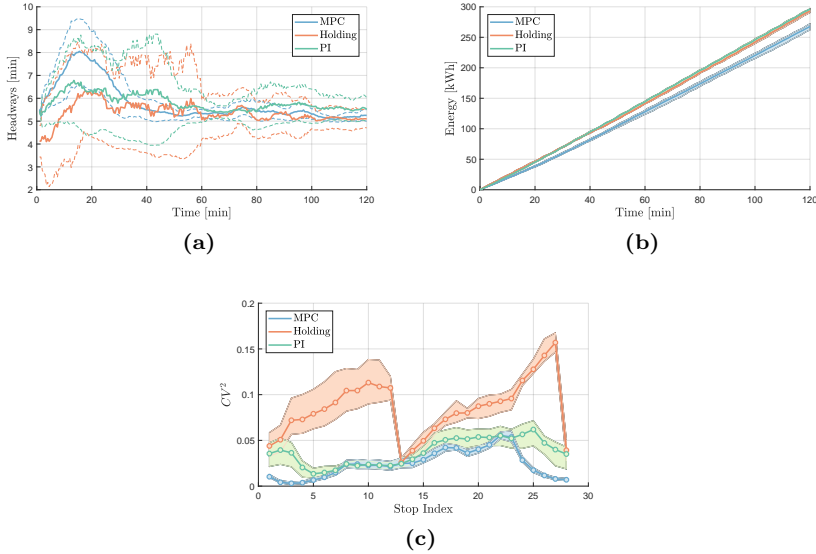 10
9
8
7
6
5
4
3
2
Headways [min]
MPC
Holding
PI
0 20 40 60 80 100 120
Time [min]
(a)
300
250
200
150
100
50
0
Energy [kWh]
MPC
Holding
PI
0 20 40 60 80 100 120
Time [min]
(b)
0.2
0.15
0.1
0.05
0
CV²
MPC
Holding
PI
0 5 10 15 20 25 30
Stop Index
(c)